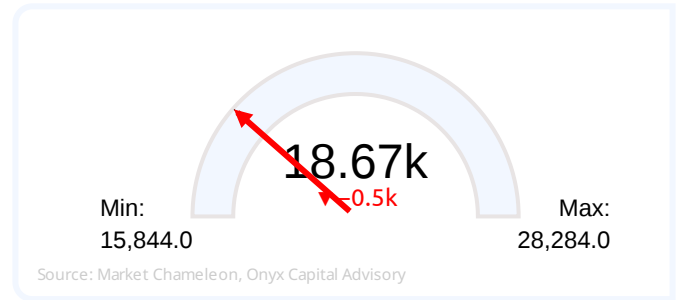 18.67k
▼−0.5k
Min:
15,844.0
Max:
28,284.0
Source: Market Chameleon, Onyx Capital Advisory